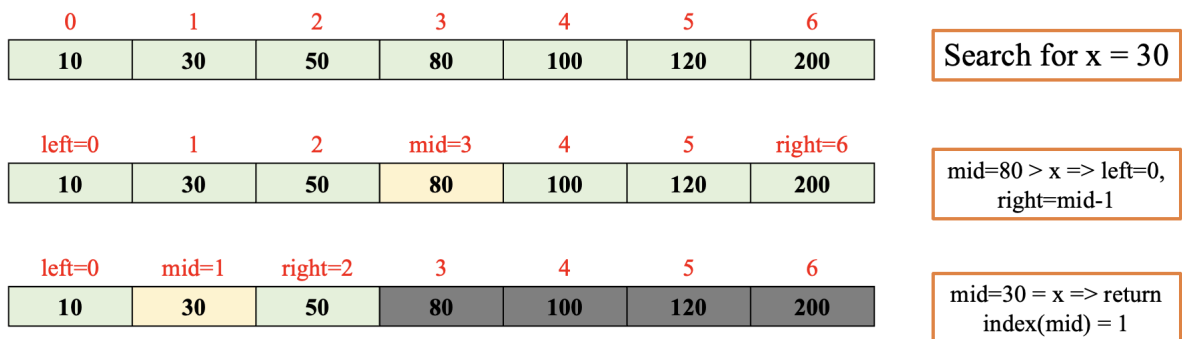 0 1 2 3 4 5 6
10 30 50 80 100 120 200
Search for x = 30
left=0 1 2 mid=3 4 5 right=6
10 30 50 80 100 120 200
mid=80 > x => left=0,
right=mid-1
left=0 mid=1 right=2 3 4 5 6
10 30 50 80 100 120 200
mid=30 = x => return
index(mid) = 1